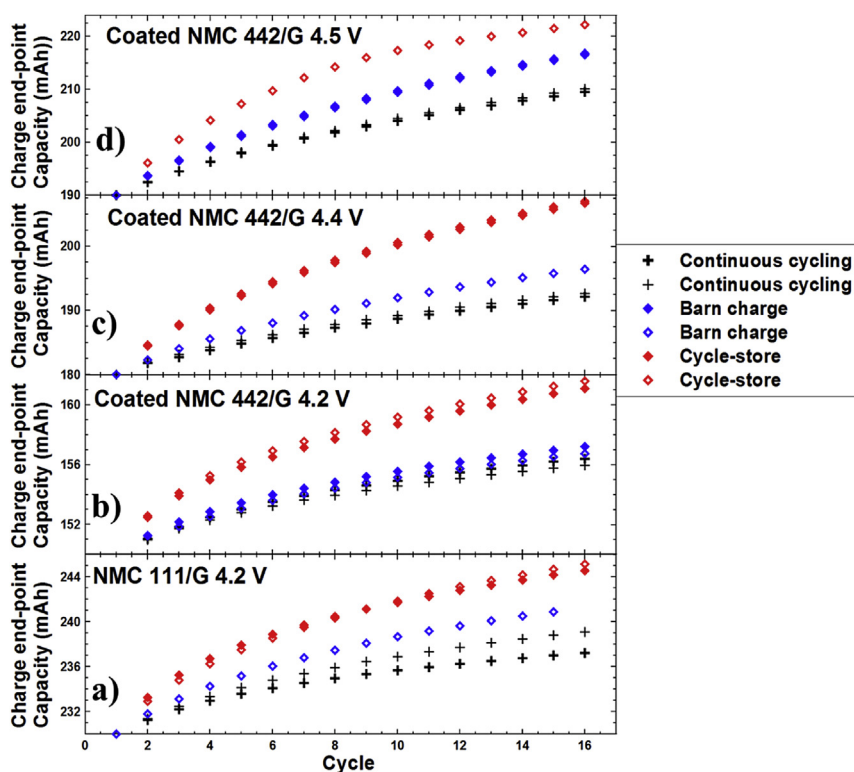 Coated NMC 442/G 4.5 V
Charge end-point
Capacity (mAh))
220
210
200
190
d)
Coated NMC 442/G 4.4 V
Charge end-point
Capacity (mAh)
200
190
180
c)
Continuous cycling
Continuous cycling
Barn charge
Barn charge
Cycle-store
Cycle-store
Coated NMC 442/G 4.2 V
Charge end-point
Capacity (mAh)
160
156
152
b)
NMC 111/G 4.2 V
Charge end-point
Capacity (mAh)
244
240
236
232
a)
0 2 4 6 8 10 12 14 16
Cycle